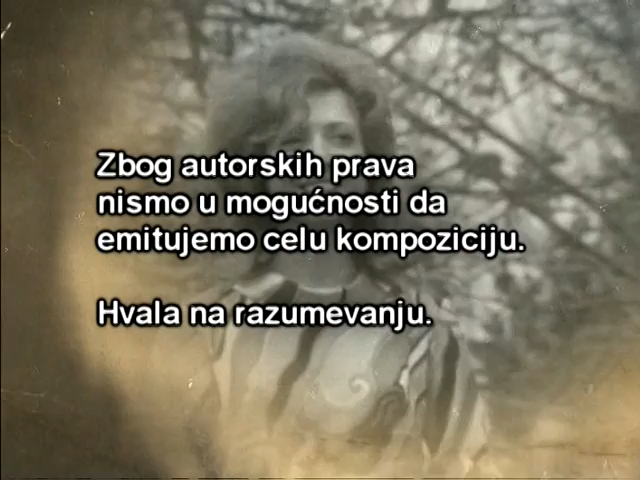 Zbog autorskih prava
nismo u mogućnosti da
emitujemo celu kompoziciju.
Hvala na razumevanju.